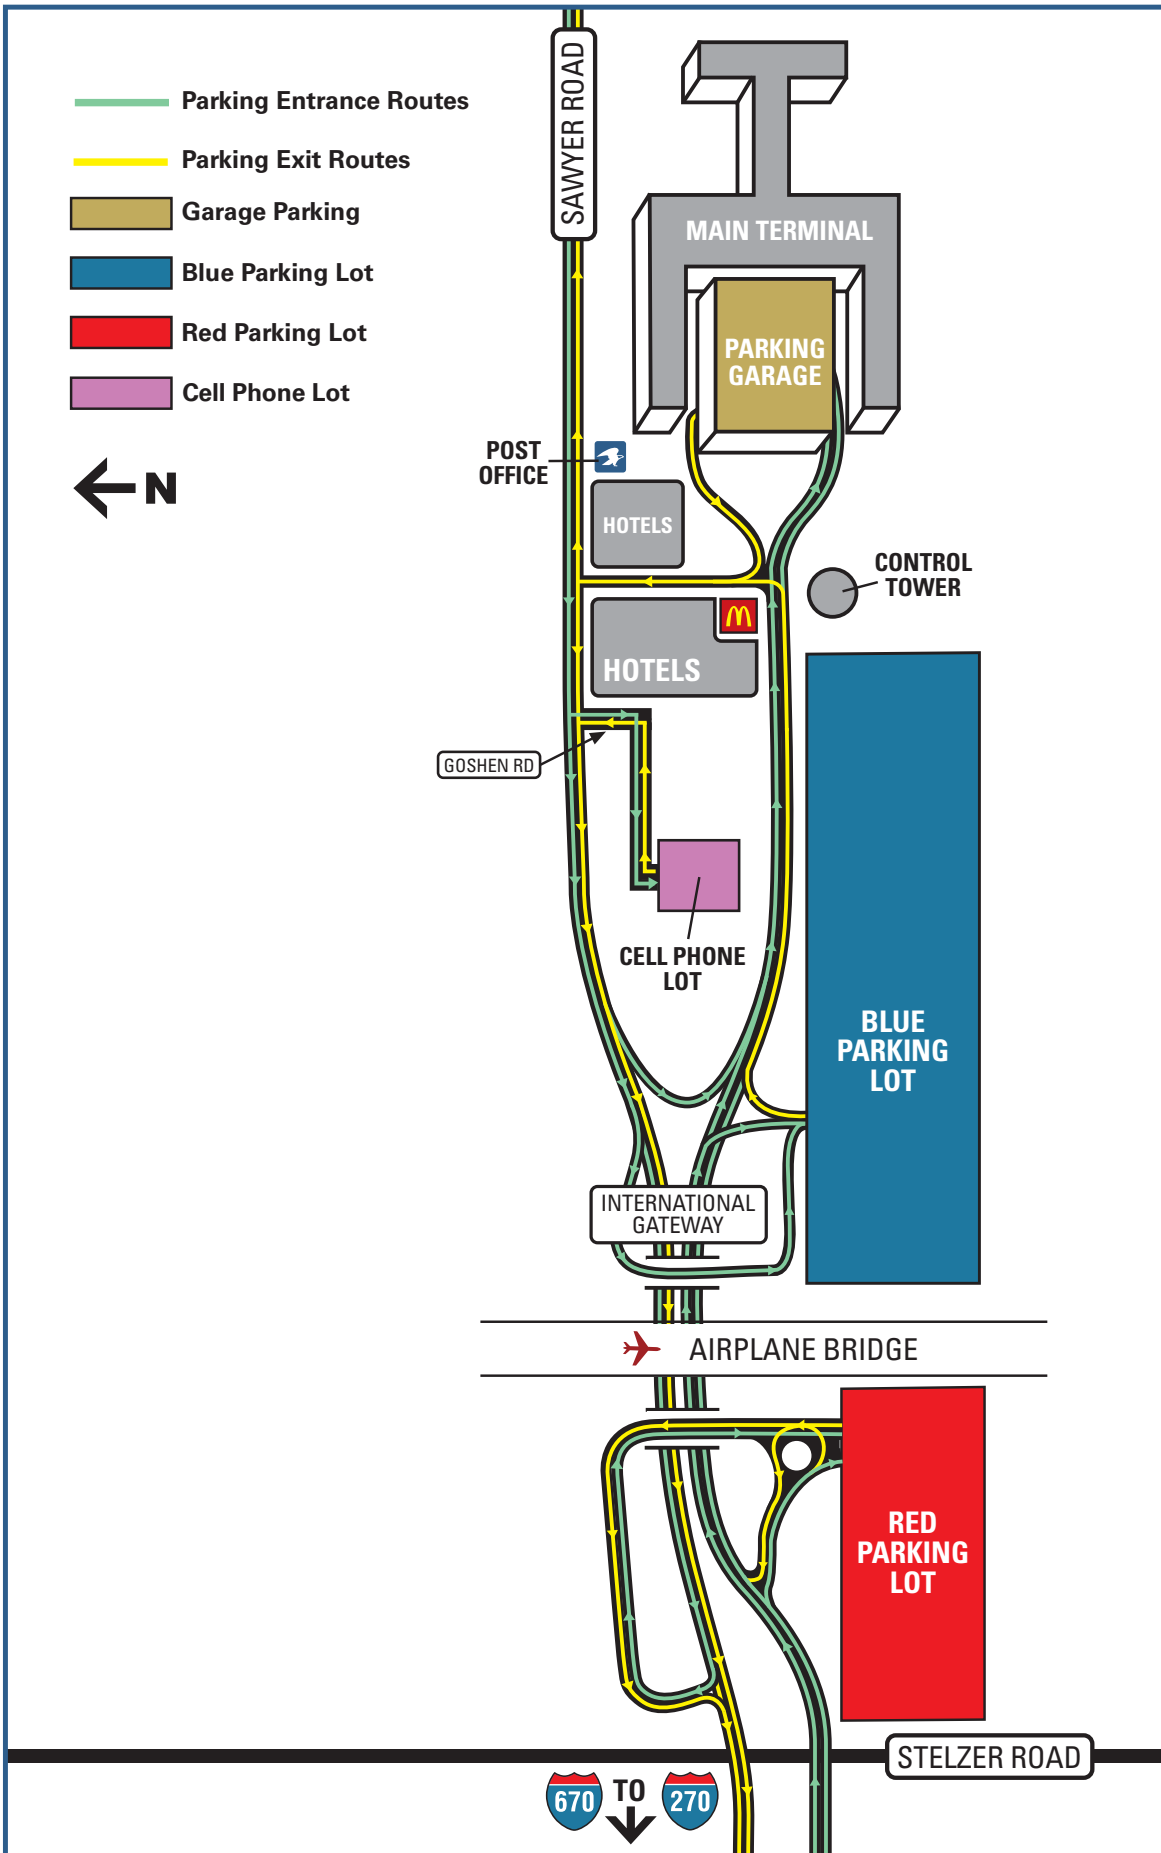 SAWYER ROAD
Parking Entrance Routes
Parking Exit Routes
Garage Parking
Blue Parking Lot
Red Parking Lot
Cell Phone Lot
N
MAIN TERMINAL
PARKING
GARAGE
POST
OFFICE
HOTELS
CONTROL
TOWER
HOTELS
GOSHEN RD
CELL PHONE
LOT
BLUE
PARKING
LOT
INTERNATIONAL
GATEWAY
AIRPLANE BRIDGE
RED
PARKING
LOT
STELZER ROAD
670 TO 270